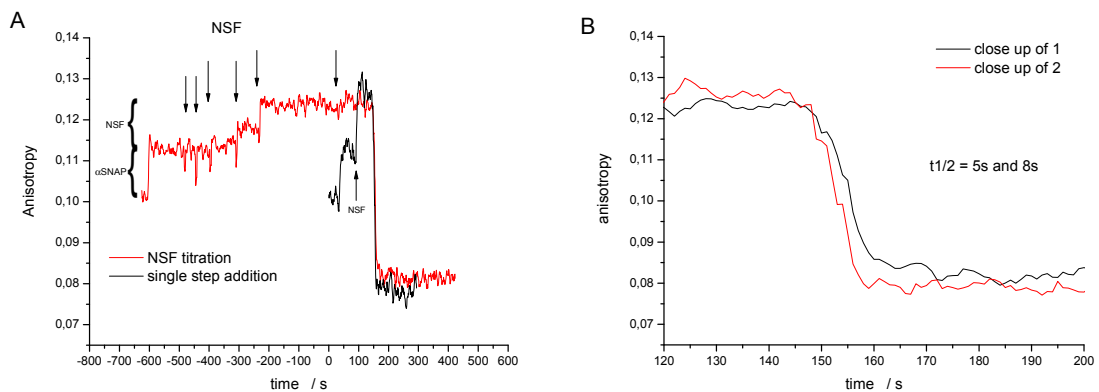 A
NSF
0,14
0,13
0,12
0,11
0,10
0,09
0,08
0,07
Anisotropy
NSF
αSNAP
NSF
NSF titration
single step addition
-800 -700 -600 -500 -400 -300 -200 -100 0 100 200 300 400 500 600
time / s
B
0,14
0,13
0,12
0,11
0,10
0,09
0,08
0,07
anisotropy
close up of 1
close up of 2
t1/2 = 5s and 8s
120 130 140 150 160 170 180 190 200
time / s